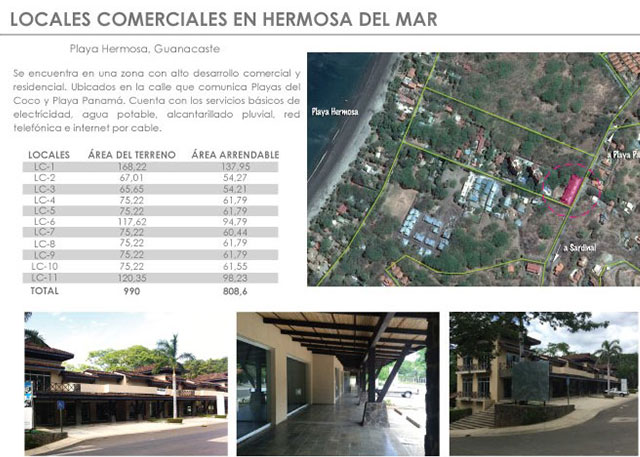 LOCALES COMERCIALES EN HERMOSA DEL MAR
Playa Hermosa, Guanacaste
Se encuentra en una zona con alto desarrollo comercial y
residencial. Ubicados en la calle que comunica Playas del
Coco y Playa Panamá. Cuenta con los servicios básicos de
electricidad, agua potable, alcantarillado pluvial, red
telefónica e internet por cable.
LOCALES ÁREA DEL TERRENO ÁREA ARRENDABLE
LC-1 168,22 137,95
LC-2 67,01 54,27
LC-3 65,65 54,21
LC-4 75,22 61,79
LC-5 75,22 61,79
LC-6 117,62 94,79
LC-7 75,22 60,44
LC-8 75,22 61,79
LC-9 75,22 61,79
LC-10 75,22 61,55
LC-11 120,35 98,23
TOTAL 990 808,6
Playa Hermosa
a Playa Pa
a Sardinal